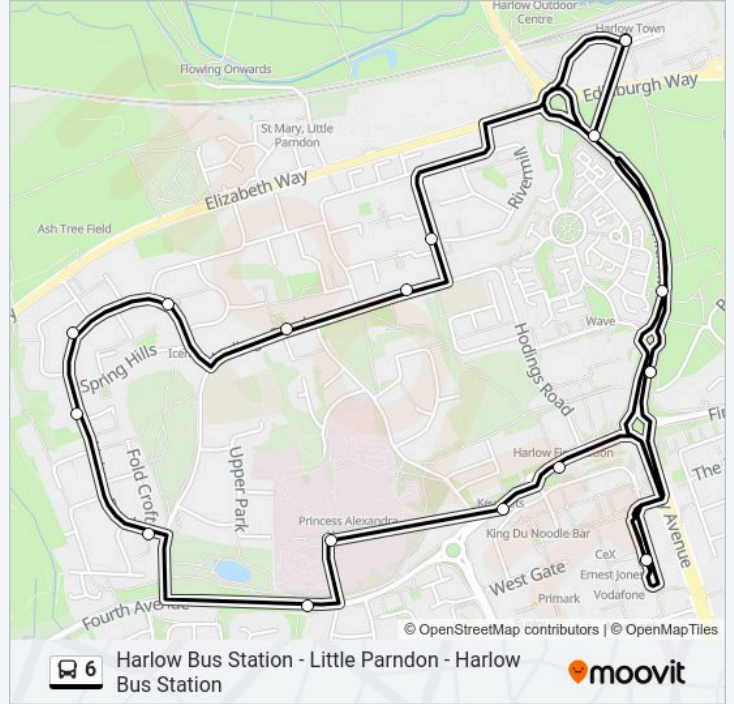 Harlow Outdoor
Centre
Harlow Town
Flowing Onwards
Edinburgh Way
St Mary, Little
Parndon
Rivermill
Elizabeth Way
Ash Tree Field
Wave
Spring Hills
Hodings Road
Harlow Fire Station
Upper Park
Fold Croft
The
Princess Alexandra
King Du Noodle Bar
Avenue
CeX
West Gate
Ernest Jones
Primark
Vodafone
Fourth Avenue
© OpenStreetMap contributors | © OpenMapTiles
6
Harlow Bus Station - Little Parndon - Harlow
Bus Station
moovit